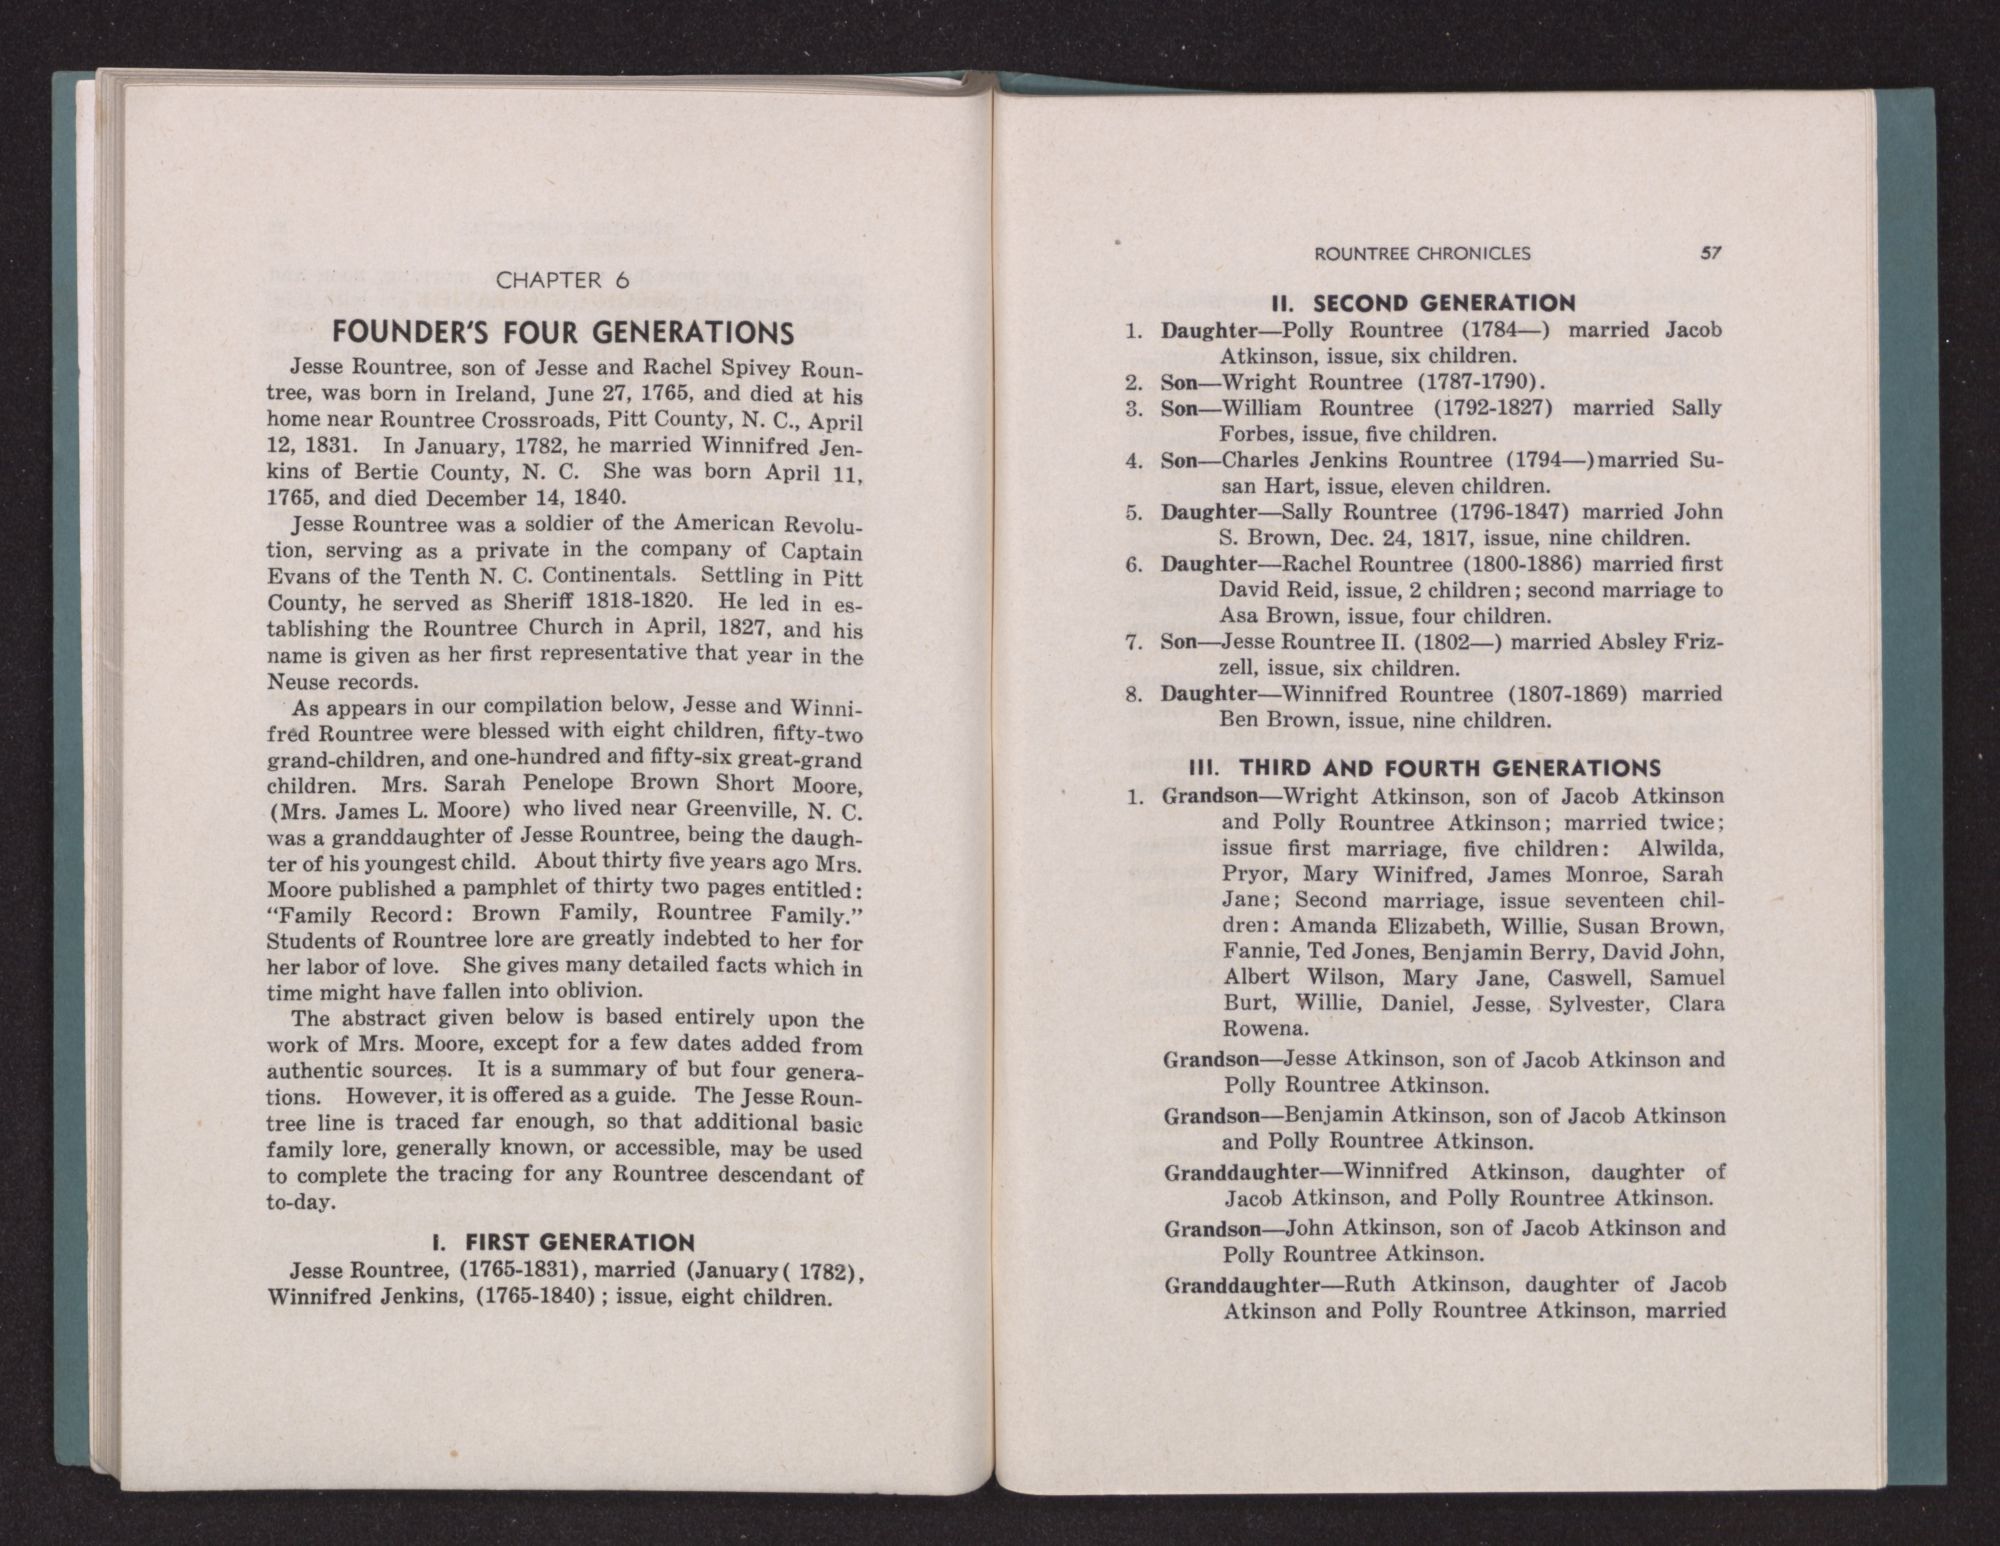 CHAPTER 6
FOUNDER'S FOUR GENERATIONS
Jesse Rountree, son of Jesse and Rachel Spivey Roun-
tree, was born in Ireland, June 27, 1765, and died at his
home near Rountree Crossroads, Pitt County, N. C., April
12, 1831. In January, 1782, he married Winnifred Jen-
kins of Bertie County, N. C. She was born April 11,
1765, and died December 14, 1840.
Jesse Rountree was a soldier of the American Revolu-
tion, serving as a private in the company of Captain
Evans of the Tenth N. C. Continentals. Settling in Pitt
County, he served as Sheriff 1818-1820. He led in es-
tablishing the Rountree Church in April, 1827, and his
name is given as her first representative that year in the
Neuse records.
As appears in our compilation below, Jesse and Winni-
fred Rountree were blessed with eight children, fifty-two
grand-children, and one-hundred and fifty-six great-grand
children. Mrs. Sarah Penelope Brown Short Moore,
(Mrs. James L. Moore) who lived near Greenville, N. C.
was a granddaughter of Jesse Rountree, being the daugh-
ter of his youngest child. About thirty five years ago Mrs.
Moore published a pamphlet of thirty two pages entitled:
"Family Record: Brown Family, Rountree Family."
Students of Rountree lore are greatly indebted to her for
her labor of love. She gives many detailed facts which in
time might have fallen into oblivion.
The abstract given below is based entirely upon the
work of Mrs. Moore, except for a few dates added from
authentic sources. It is a summary of but four genera-
tions. However, it is offered as a guide. The Jesse Roun-
tree line is traced far enough, so that additional basic
family lore, generally known, or accessible, may be used
to complete the tracing for any Rountree descendant of
to-day.
I. FIRST GENERATION
Jesse Rountree, (1765-1831), married (January( 1782),
Winnifred Jenkins, (1765-1840); issue, eight children.
ROUNTREE CHRONICLES 57
II. SECOND GENERATION
1. Daughter—Polly Rountree (1784—) married Jacob
Atkinson, issue, six children.
2. Son—Wright Rountree (1787-1790).
3. Son—William Rountree (1792-1827) married Sally
Forbes, issue, five children.
4. Son—Charles Jenkins Rountree (1794—)married Su-
san Hart, issue, eleven children.
5. Daughter—Sally Rountree (1796-1847) married John
S. Brown, Dec. 24, 1817, issue, nine children.
6. Daughter—Rachel Rountree (1800-1886) married first
David Reid, issue, 2 children; second marriage to
Asa Brown, issue, four children.
7. Son—Jesse Rountree II. (1802—) married Absley Friz-
zell, issue, six children.
8. Daughter—Winnifred Rountree (1807-1869) married
Ben Brown, issue, nine children.
III. THIRD AND FOURTH GENERATIONS
1. Grandson—Wright Atkinson, son of Jacob Atkinson
and Polly Rountree Atkinson; married twice;
issue first marriage, five children: Alwilda,
Pryor, Mary Winifred, James Monroe, Sarah
Jane; Second marriage, issue seventeen chil-
dren: Amanda Elizabeth, Willie, Susan Brown,
Fannie, Ted Jones, Benjamin Berry, David John,
Albert Wilson, Mary Jane, Caswell, Samuel
Burt, Willie, Daniel, Jesse, Sylvester, Clara
Rowena.
Grandson—Jesse Atkinson, son of Jacob Atkinson and
Polly Rountree Atkinson.
Grandson—Benjamin Atkinson, son of Jacob Atkinson
and Polly Rountree Atkinson.
Granddaughter—Winnifred Atkinson, daughter of
Jacob Atkinson, and Polly Rountree Atkinson.
Grandson—John Atkinson, son of Jacob Atkinson and
Polly Rountree Atkinson.
Granddaughter—Ruth Atkinson, daughter of Jacob
Atkinson and Polly Rountree Atkinson, married